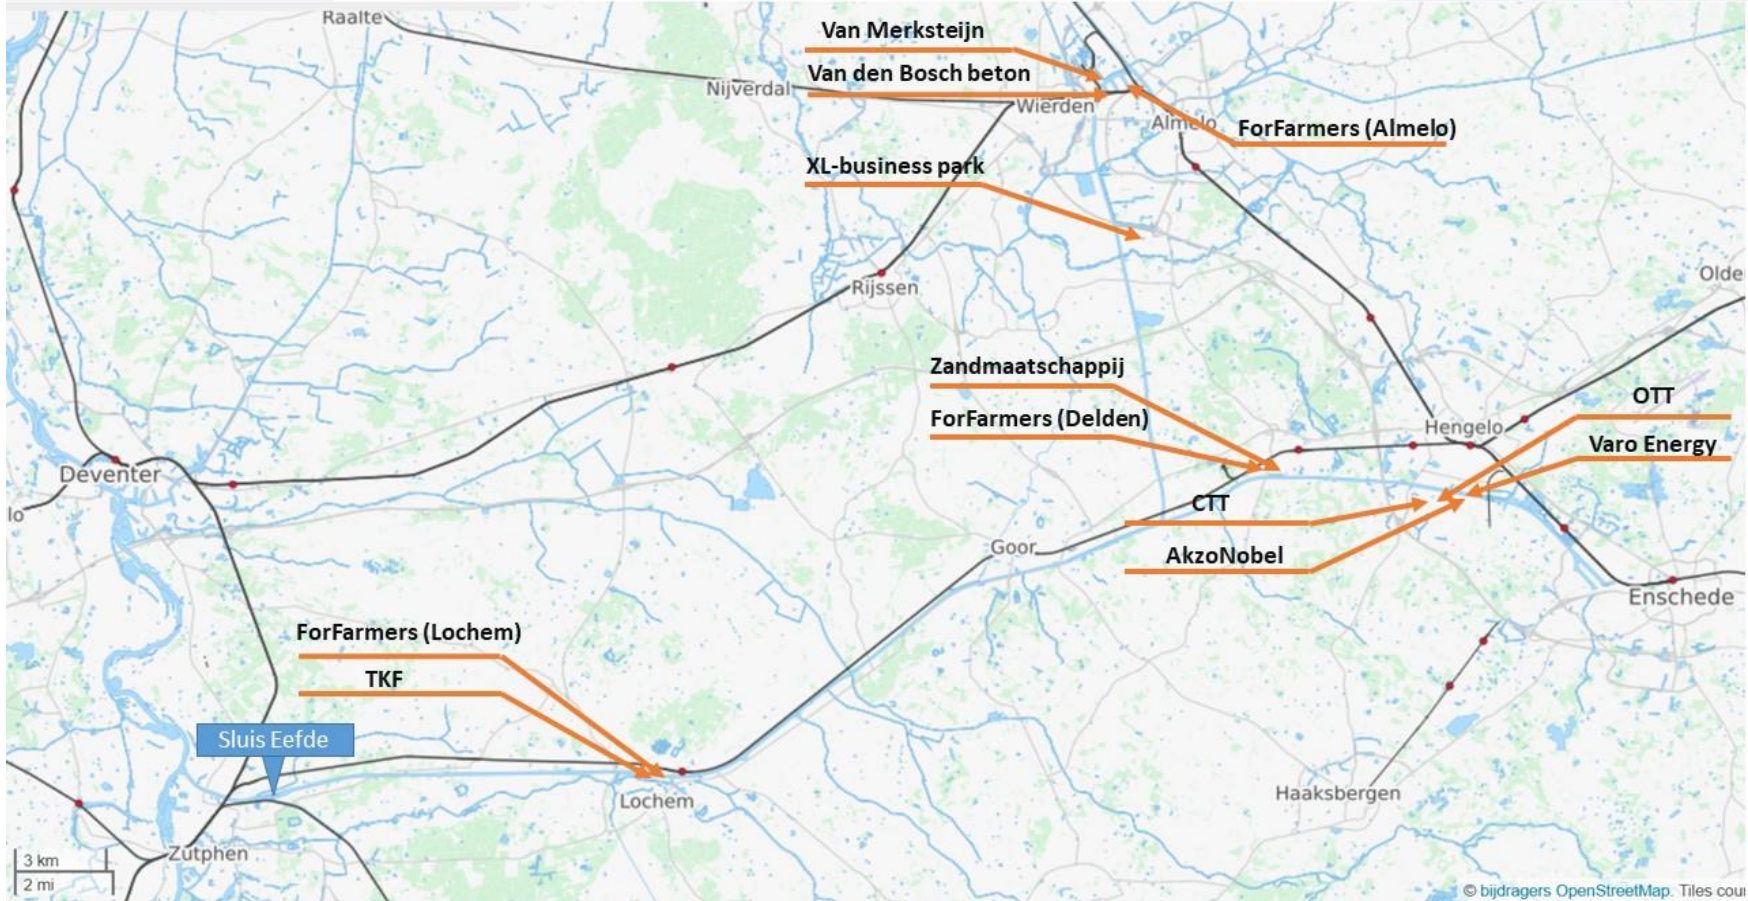 Raalte
Van Merksteijn
Van den Bosch beton
Nijverdal
Wierden
Almelo
ForFarmers (Almelo)
XL-business park
Rijssen
Olde
Zandmaatschappij
ForFarmers (Delden)
OTT
Hengelo
Varo Energy
Deventer
lo
CTT
Goor
AkzoNobel
Enschede
ForFarmers (Lochem)
TKF
Sluis Eefde
Lochem
Haaksbergen
Zutphen
3 km
2 mi
© bijdragers OpenStreetMap. Tiles cou